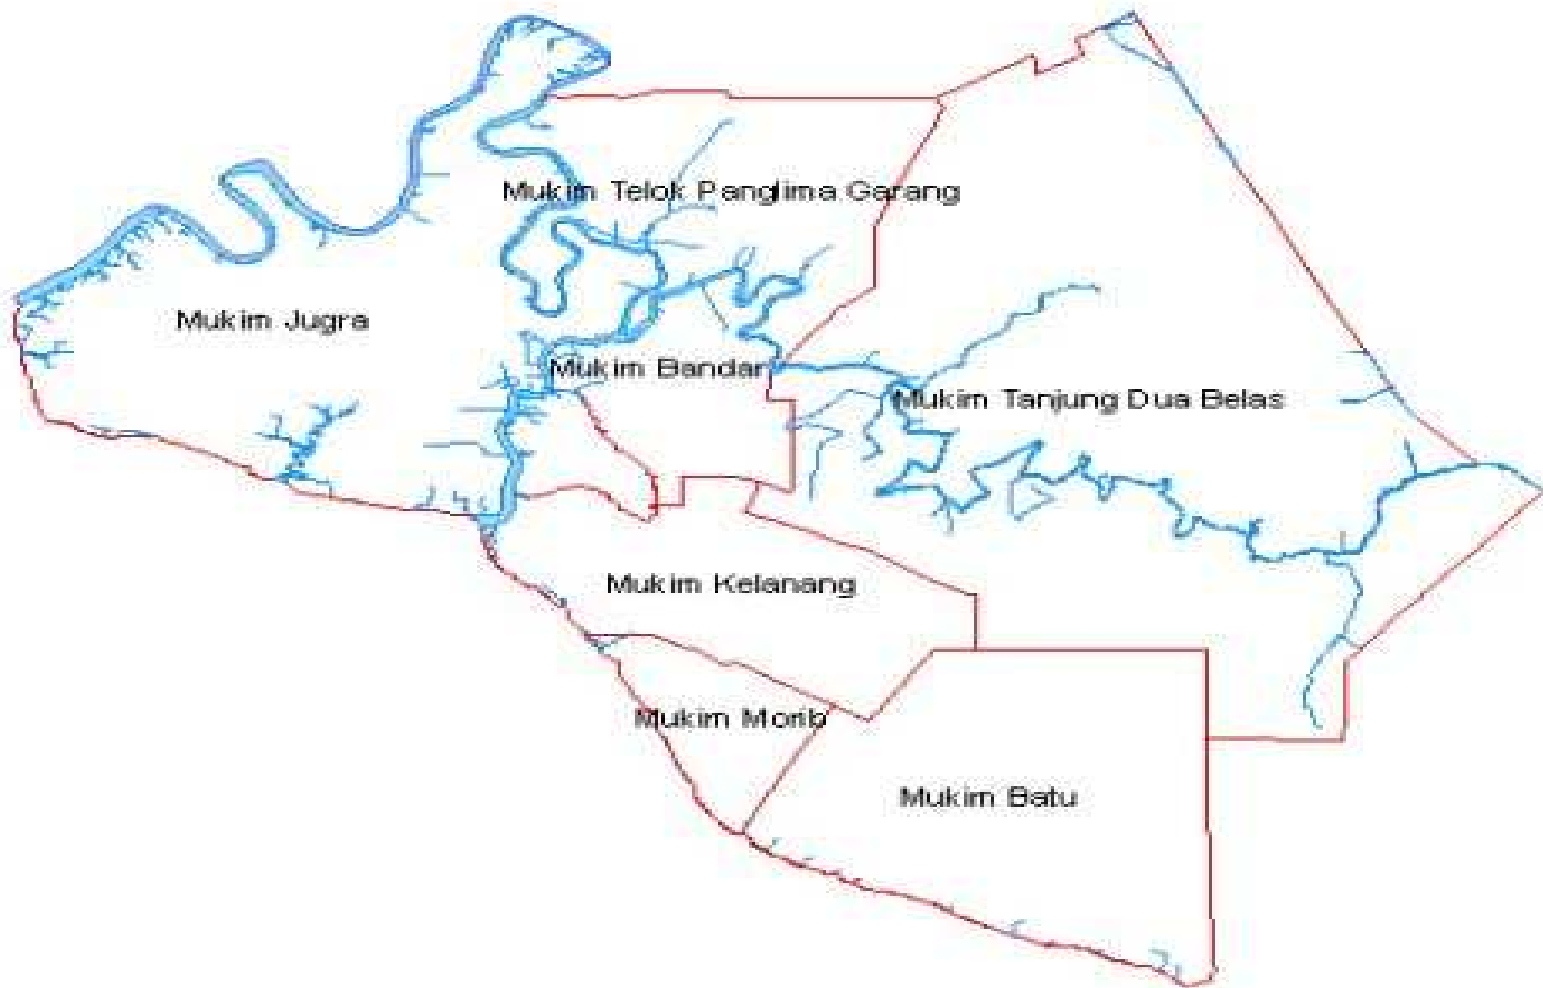 Mukim Telok Panglima Garang
Mukim Jugra
Mukim Bandar
Mukim Tanjung Dua Belas
Mukim Kelanang
Mukim Morib
Mukim Batu